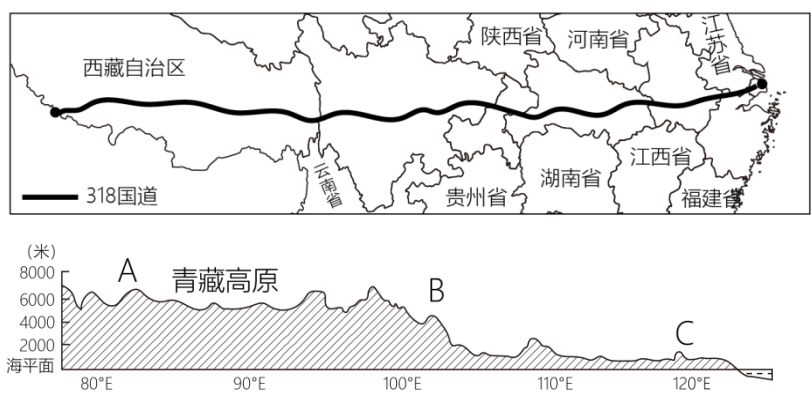 陕西省
河南省
江苏省
西藏自治区
云南省
贵州省
湖南省
江西省
福建省
318国道
(米)
8000
6000
4000
2000
海平面
A
青藏高原
B
C
80°E
90°E
100°E
110°E
120°E